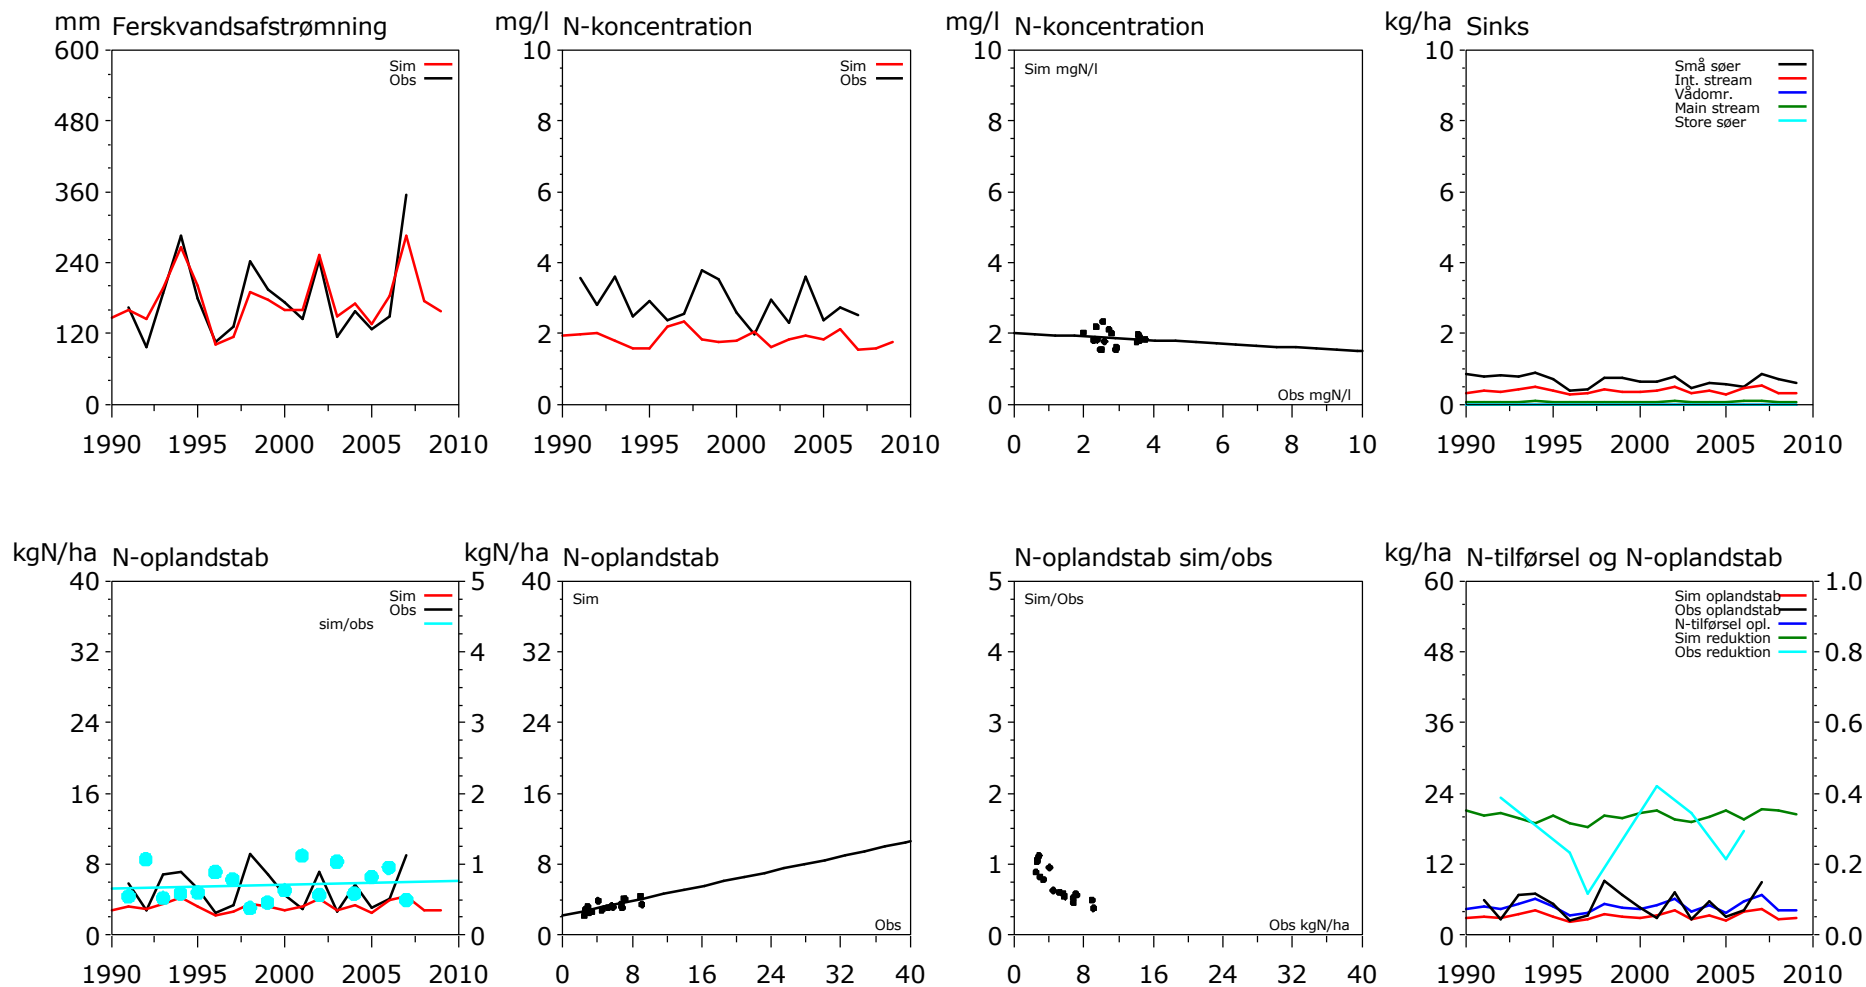 mm Ferskvandsafstrømning
600
480
360
240
120
0
1990 1995 2000 2005 2010
Sim
Obs
mg/l N-koncentration
10
8
6
4
2
0
1990 1995 2000 2005 2010
Sim
Obs
mg/l N-koncentration
10
8
6
4
2
0
0 2 4 6 8 10
Sim mgN/l
Obs mgN/l
kg/ha Sinks
10
8
6
4
2
0
1990 1995 2000 2005 2010
Små søer
Int. stream
Vådomr.
Main stream
Store søer
kgN/ha N-oplandstab
40
32
24
16
8
0
5
4
3
2
1
0
1990 1995 2000 2005 2010
Sim
Obs
sim/obs
kgN/ha N-oplandstab
40
32
24
16
8
0
0 8 16 24 32 40
Sim
Obs
N-oplandstab sim/obs
5
4
3
2
1
0
0 8 16 24 32 40
Sim/Obs
Obs kgN/ha
kg/ha N-tilførsel og N-oplandstab
60
48
36
24
12
0
1.0
0.8
0.6
0.4
0.2
0.0
1990 1995 2000 2005 2010
Sim oplandstab
Obs oplandstab
N-tilførsel opl.
Sim reduktion
Obs reduktion